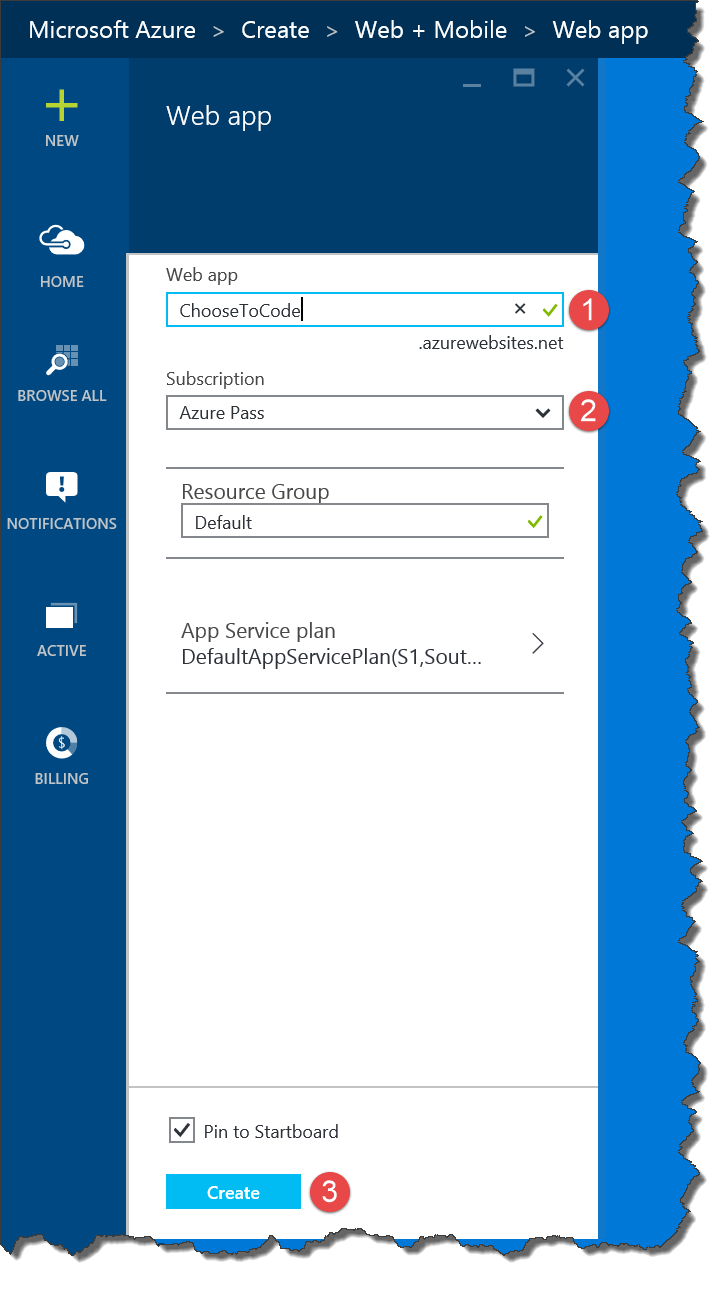 Microsoft Azure > Create > Web + Mobile > Web app
NEW
HOME
BROWSE ALL
NOTIFICATIONS
ACTIVE
BILLING
Web app
Web app
ChooseToCode
1
.azurewebsites.net
Subscription
Azure Pass
2
Resource Group
Default
App Service plan
DefaultAppServicePlan(S1,Sout...
Pin to Startboard
Create
3